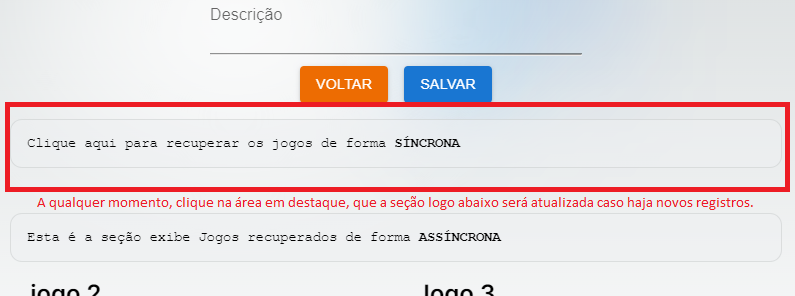 Descrição
VOLTAR SALVAR
Clique aqui para recuperar os jogos de forma SÍNCRONA
A qualquer momento, clique na área em destaque, que a seção logo abaixo será atualizada caso haja novos registros.
Esta é a seção exibe Jogos recuperados de forma ASSÍNCRONA
jogo 2 Jogo 3